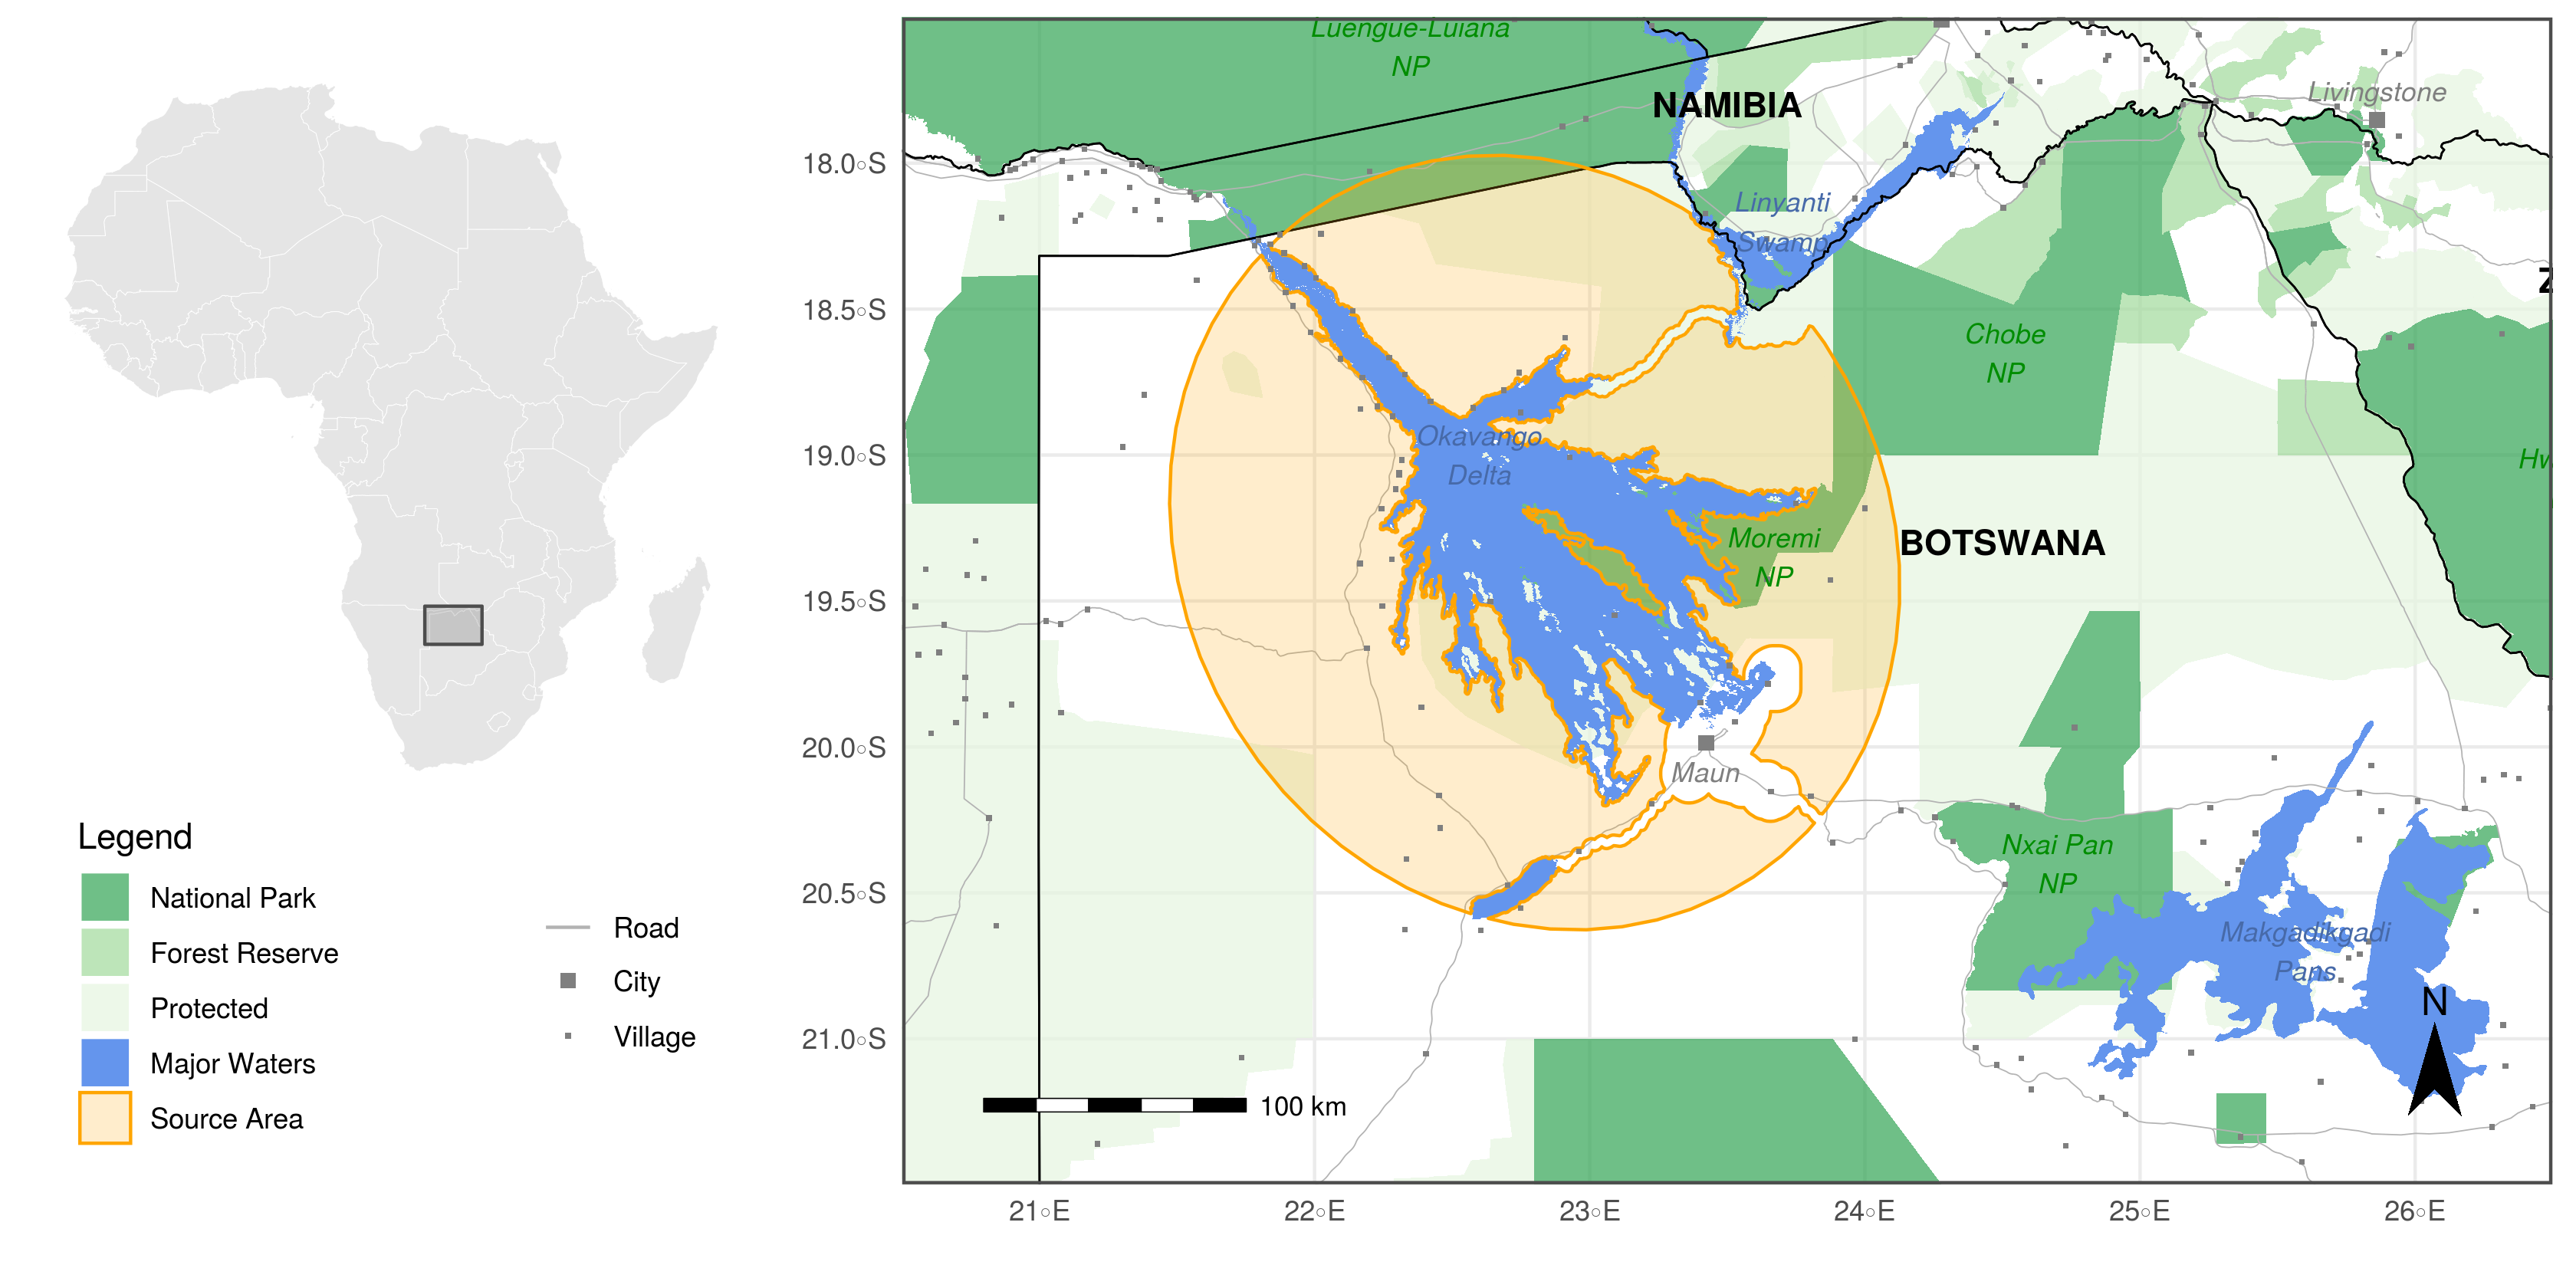 Luengue-Luiana
NP
NAMIBIA
Livingstone
18.0°S
Linyanti
Swamp
Z
18.5°S
Chobe
NP
Okavango
Delta
19.0°S
Hw
Moremi
NP
BOTSWANA
19.5°S
20.0°S
Maun
Nxai Pan
NP
20.5°S
Makgadikgadi
Pans
N
21.0°S
100 km
21°E
22°E
23°E
24°E
25°E
26°E
Legend
National Park
Forest Reserve
Protected
Major Waters
Source Area
Road
City
Village